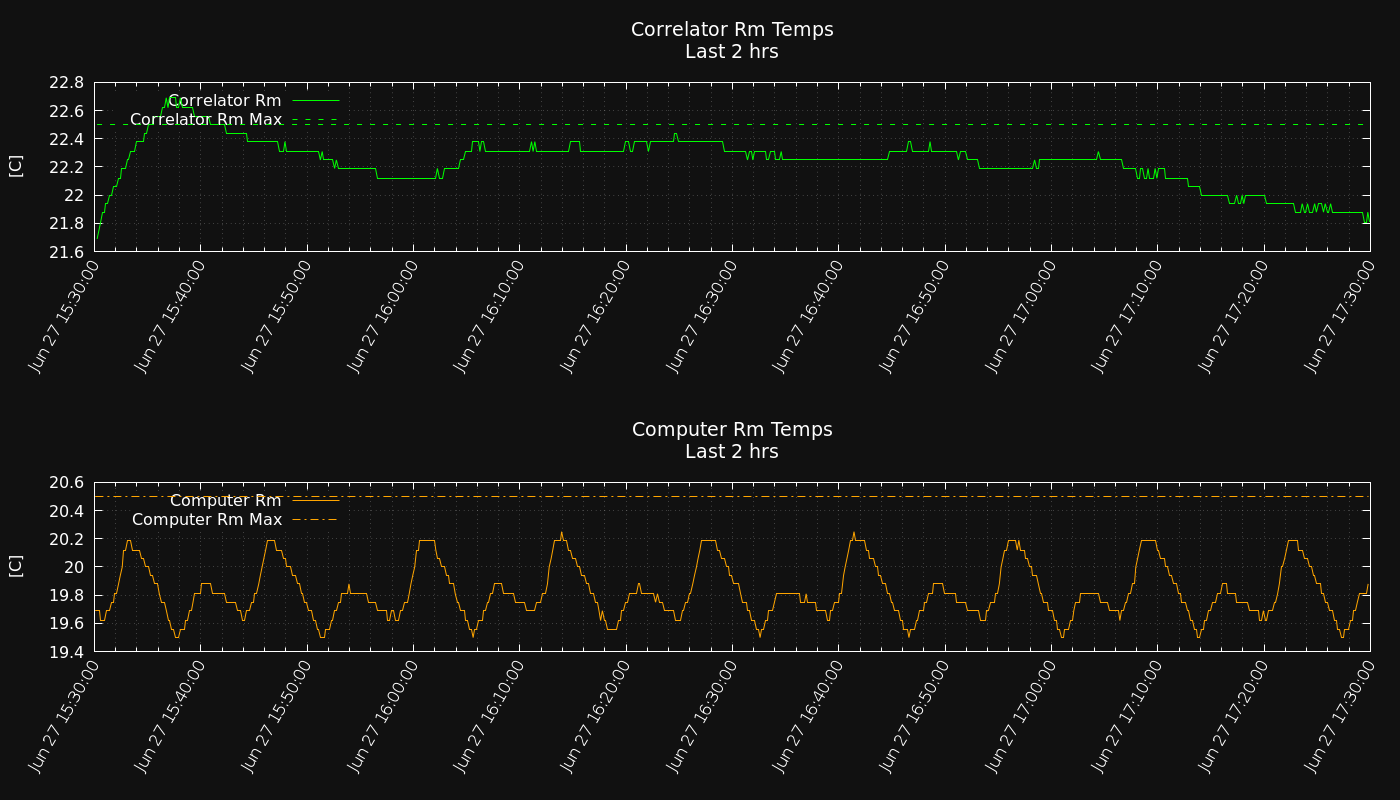 Correlator Rm Temps
Last 2 hrs
22.8
22.6
22.4
22.2
22
21.8
21.6
[C]
Correlator Rm
Correlator Rm Max
Jun 27 15:30:00
Jun 27 15:40:00
Jun 27 15:50:00
Jun 27 16:00:00
Jun 27 16:10:00
Jun 27 16:20:00
Jun 27 16:30:00
Jun 27 16:40:00
Jun 27 16:50:00
Jun 27 17:00:00
Jun 27 17:10:00
Jun 27 17:20:00
Jun 27 17:30:00
Computer Rm Temps
Last 2 hrs
20.6
20.4
20.2
20
19.8
19.6
19.4
[C]
Computer Rm
Computer Rm Max
Jun 27 15:30:00
Jun 27 15:40:00
Jun 27 15:50:00
Jun 27 16:00:00
Jun 27 16:10:00
Jun 27 16:20:00
Jun 27 16:30:00
Jun 27 16:40:00
Jun 27 16:50:00
Jun 27 17:00:00
Jun 27 17:10:00
Jun 27 17:20:00
Jun 27 17:30:00